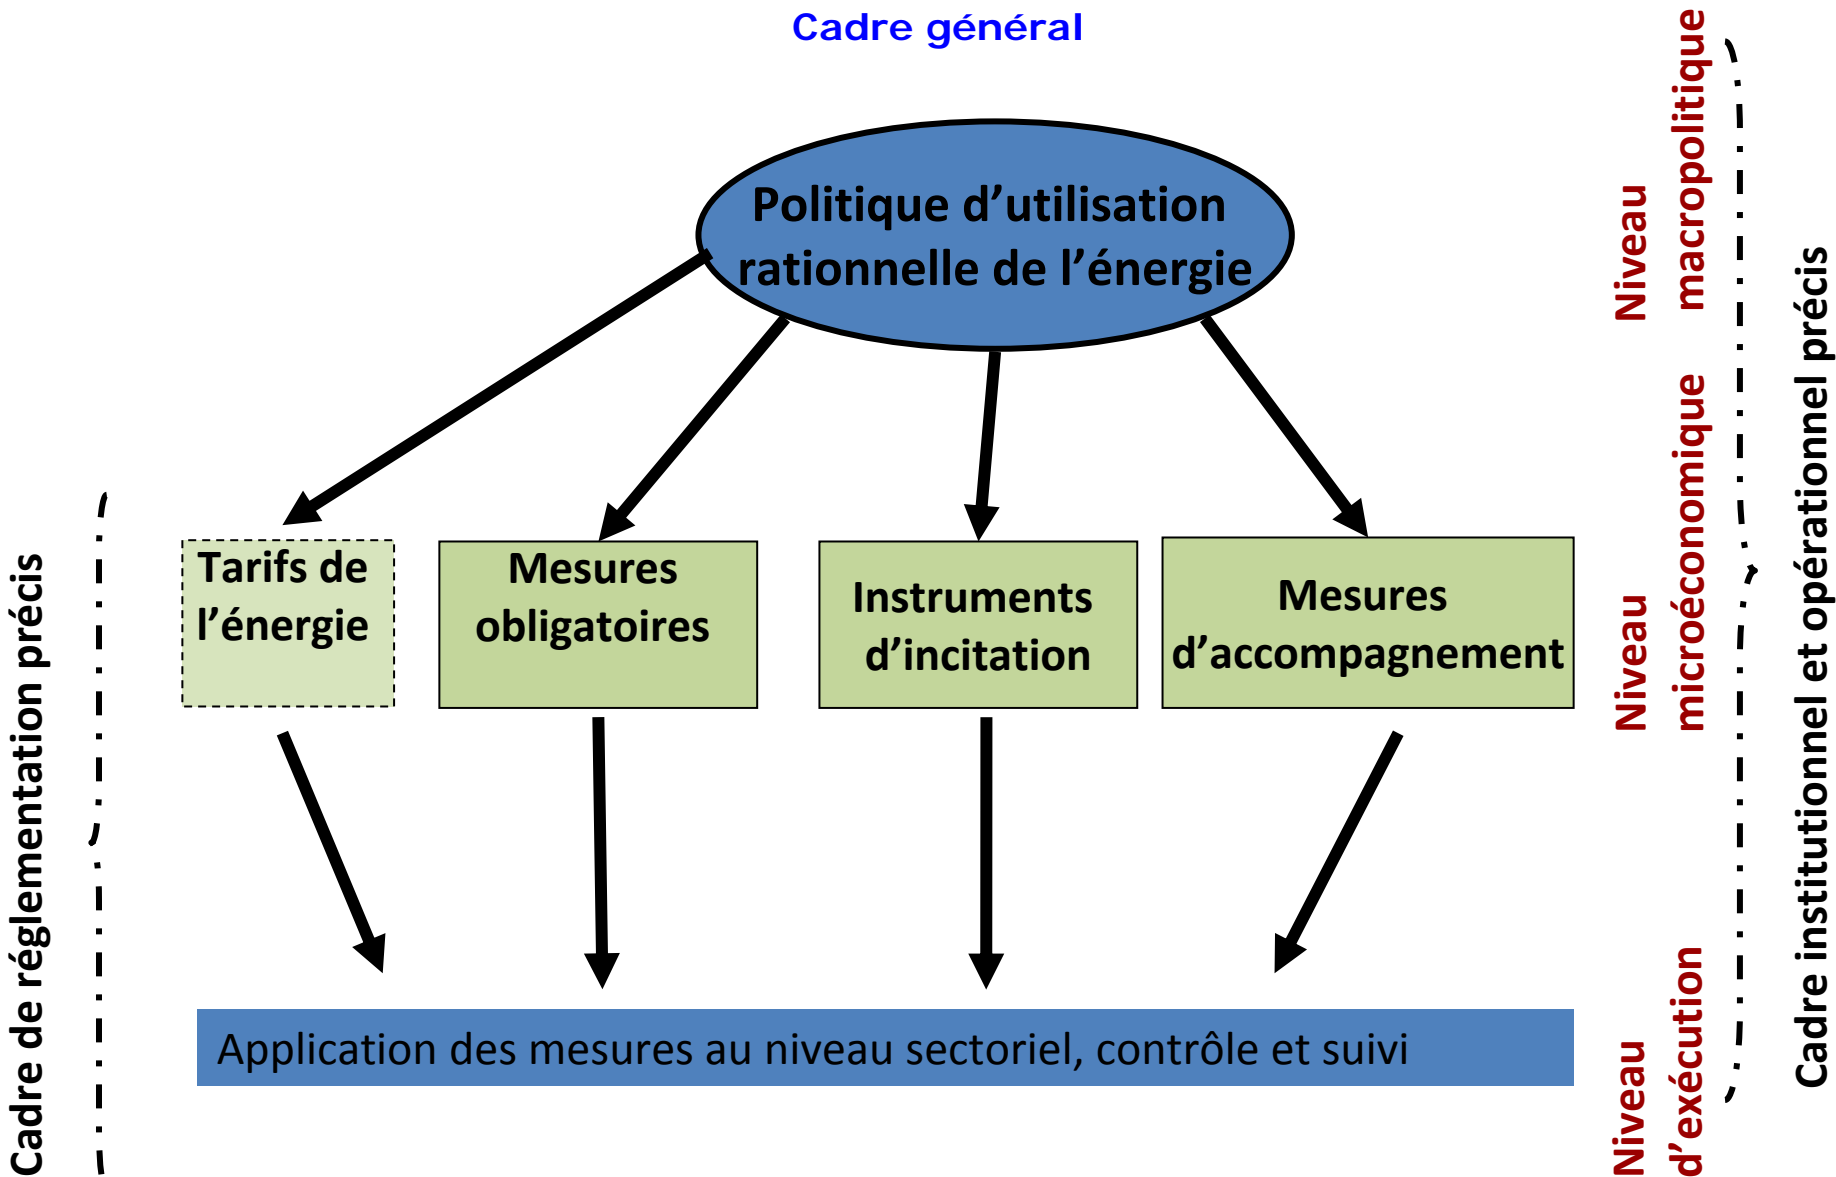 Cadre général
Politique d’utilisation
rationnelle de l’énergie
Tarifs de
l’énergie
Mesures
obligatoires
Instruments
d’incitation
Mesures
d’accompagnement
Application des mesures au niveau sectoriel, contrôle et suivi
Cadre de réglementation précis
Niveau
macropolitique
Niveau
microéconomique
Niveau
d’exécution
Cadre institutionnel et opérationnel précis